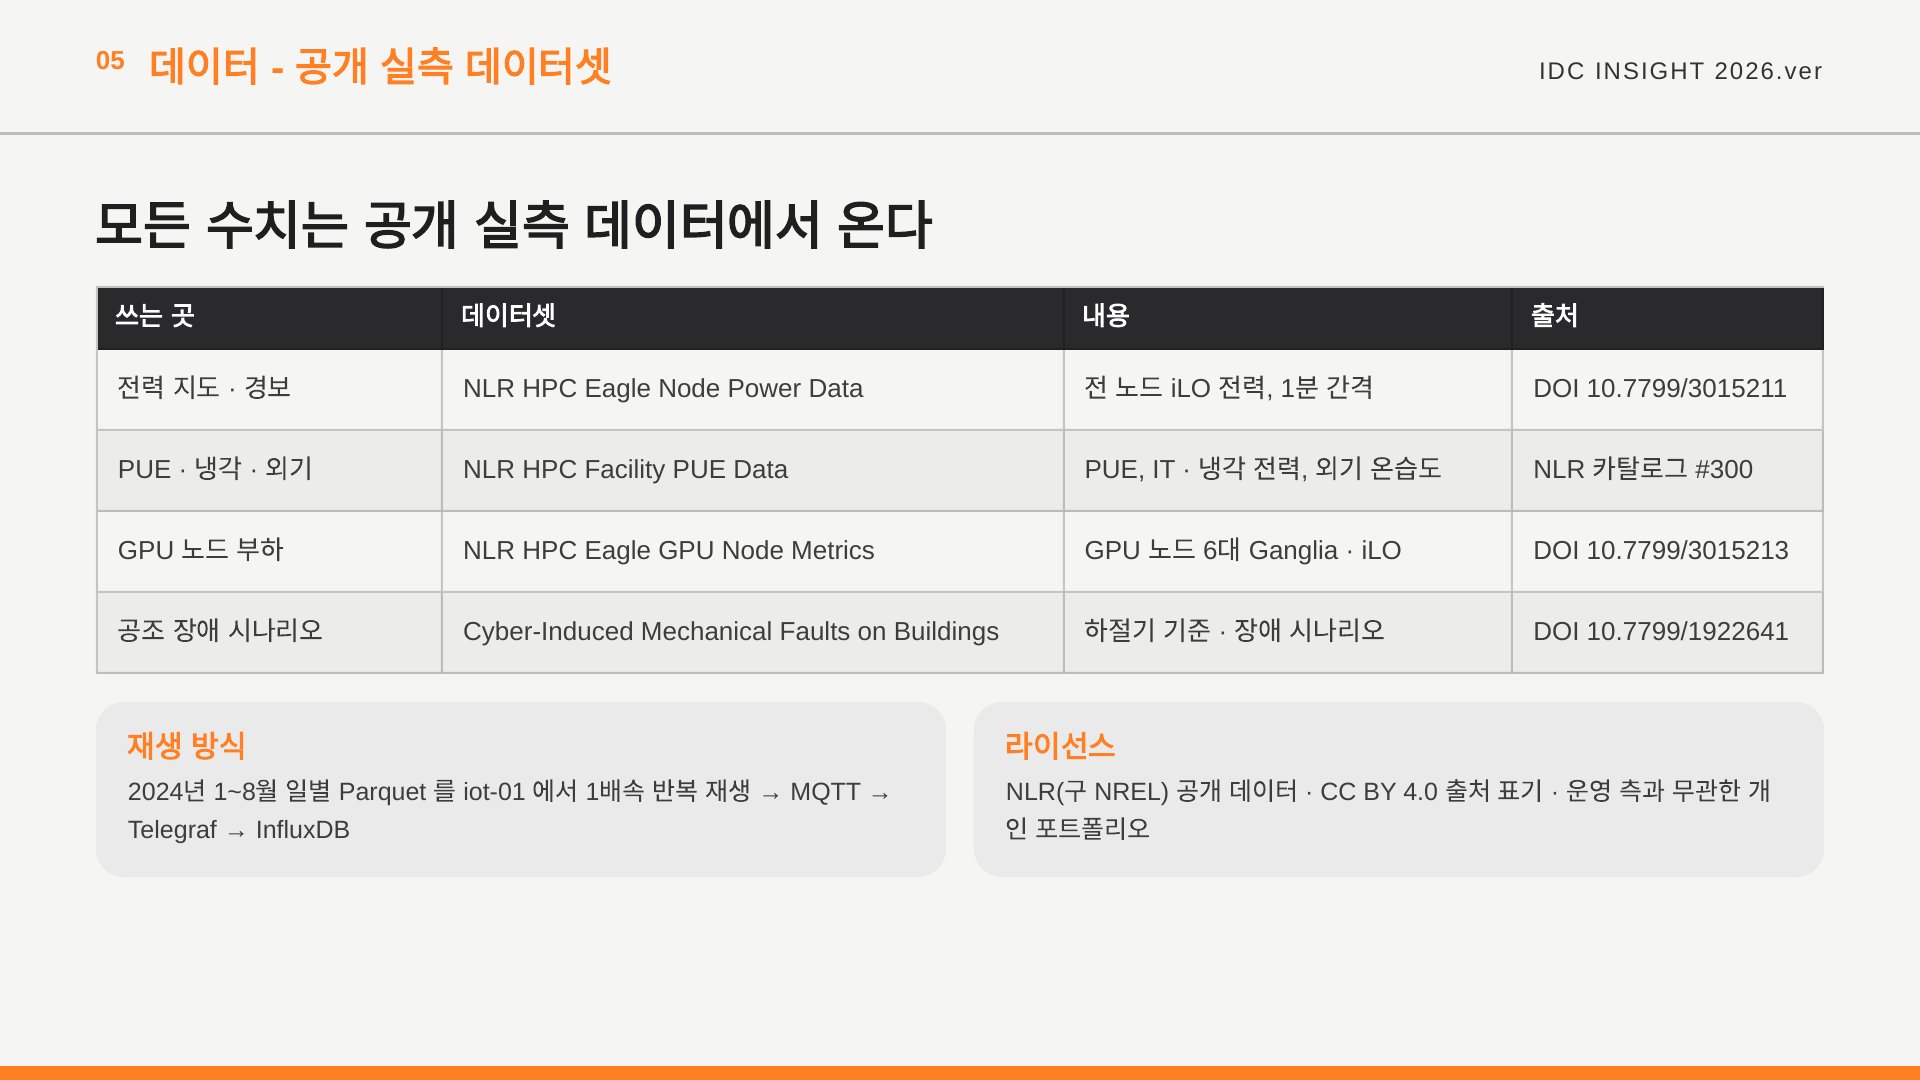 05 데이터 - 공개 실측 데이터셋
IDC INSIGHT 2026.ver
모든 수치는 공개 실측 데이터에서 온다
쓰는 곳 데이터셋 내용 출처
전력 지도 · 경보 NLR HPC Eagle Node Power Data 전 노드 iLO 전력, 1분 간격 DOI 10.7799/3015211
PUE · 냉각 · 외기 NLR HPC Facility PUE Data PUE, IT · 냉각 전력, 외기 온습도 NLR 카탈로그 #300
GPU 노드 부하 NLR HPC Eagle GPU Node Metrics GPU 노드 6대 Ganglia · iLO DOI 10.7799/3015213
공조 장애 시나리오 Cyber-Induced Mechanical Faults on Buildings 하절기 기준 · 장애 시나리오 DOI 10.7799/1922641
재생 방식
2024년 1~8월 일별 Parquet 를 iot-01 에서 1배속 반복 재생 → MQTT →
Telegraf → InfluxDB
라이선스
NLR(구 NREL) 공개 데이터 · CC BY 4.0 출처 표기 · 운영 측과 무관한 개
인 포트폴리오